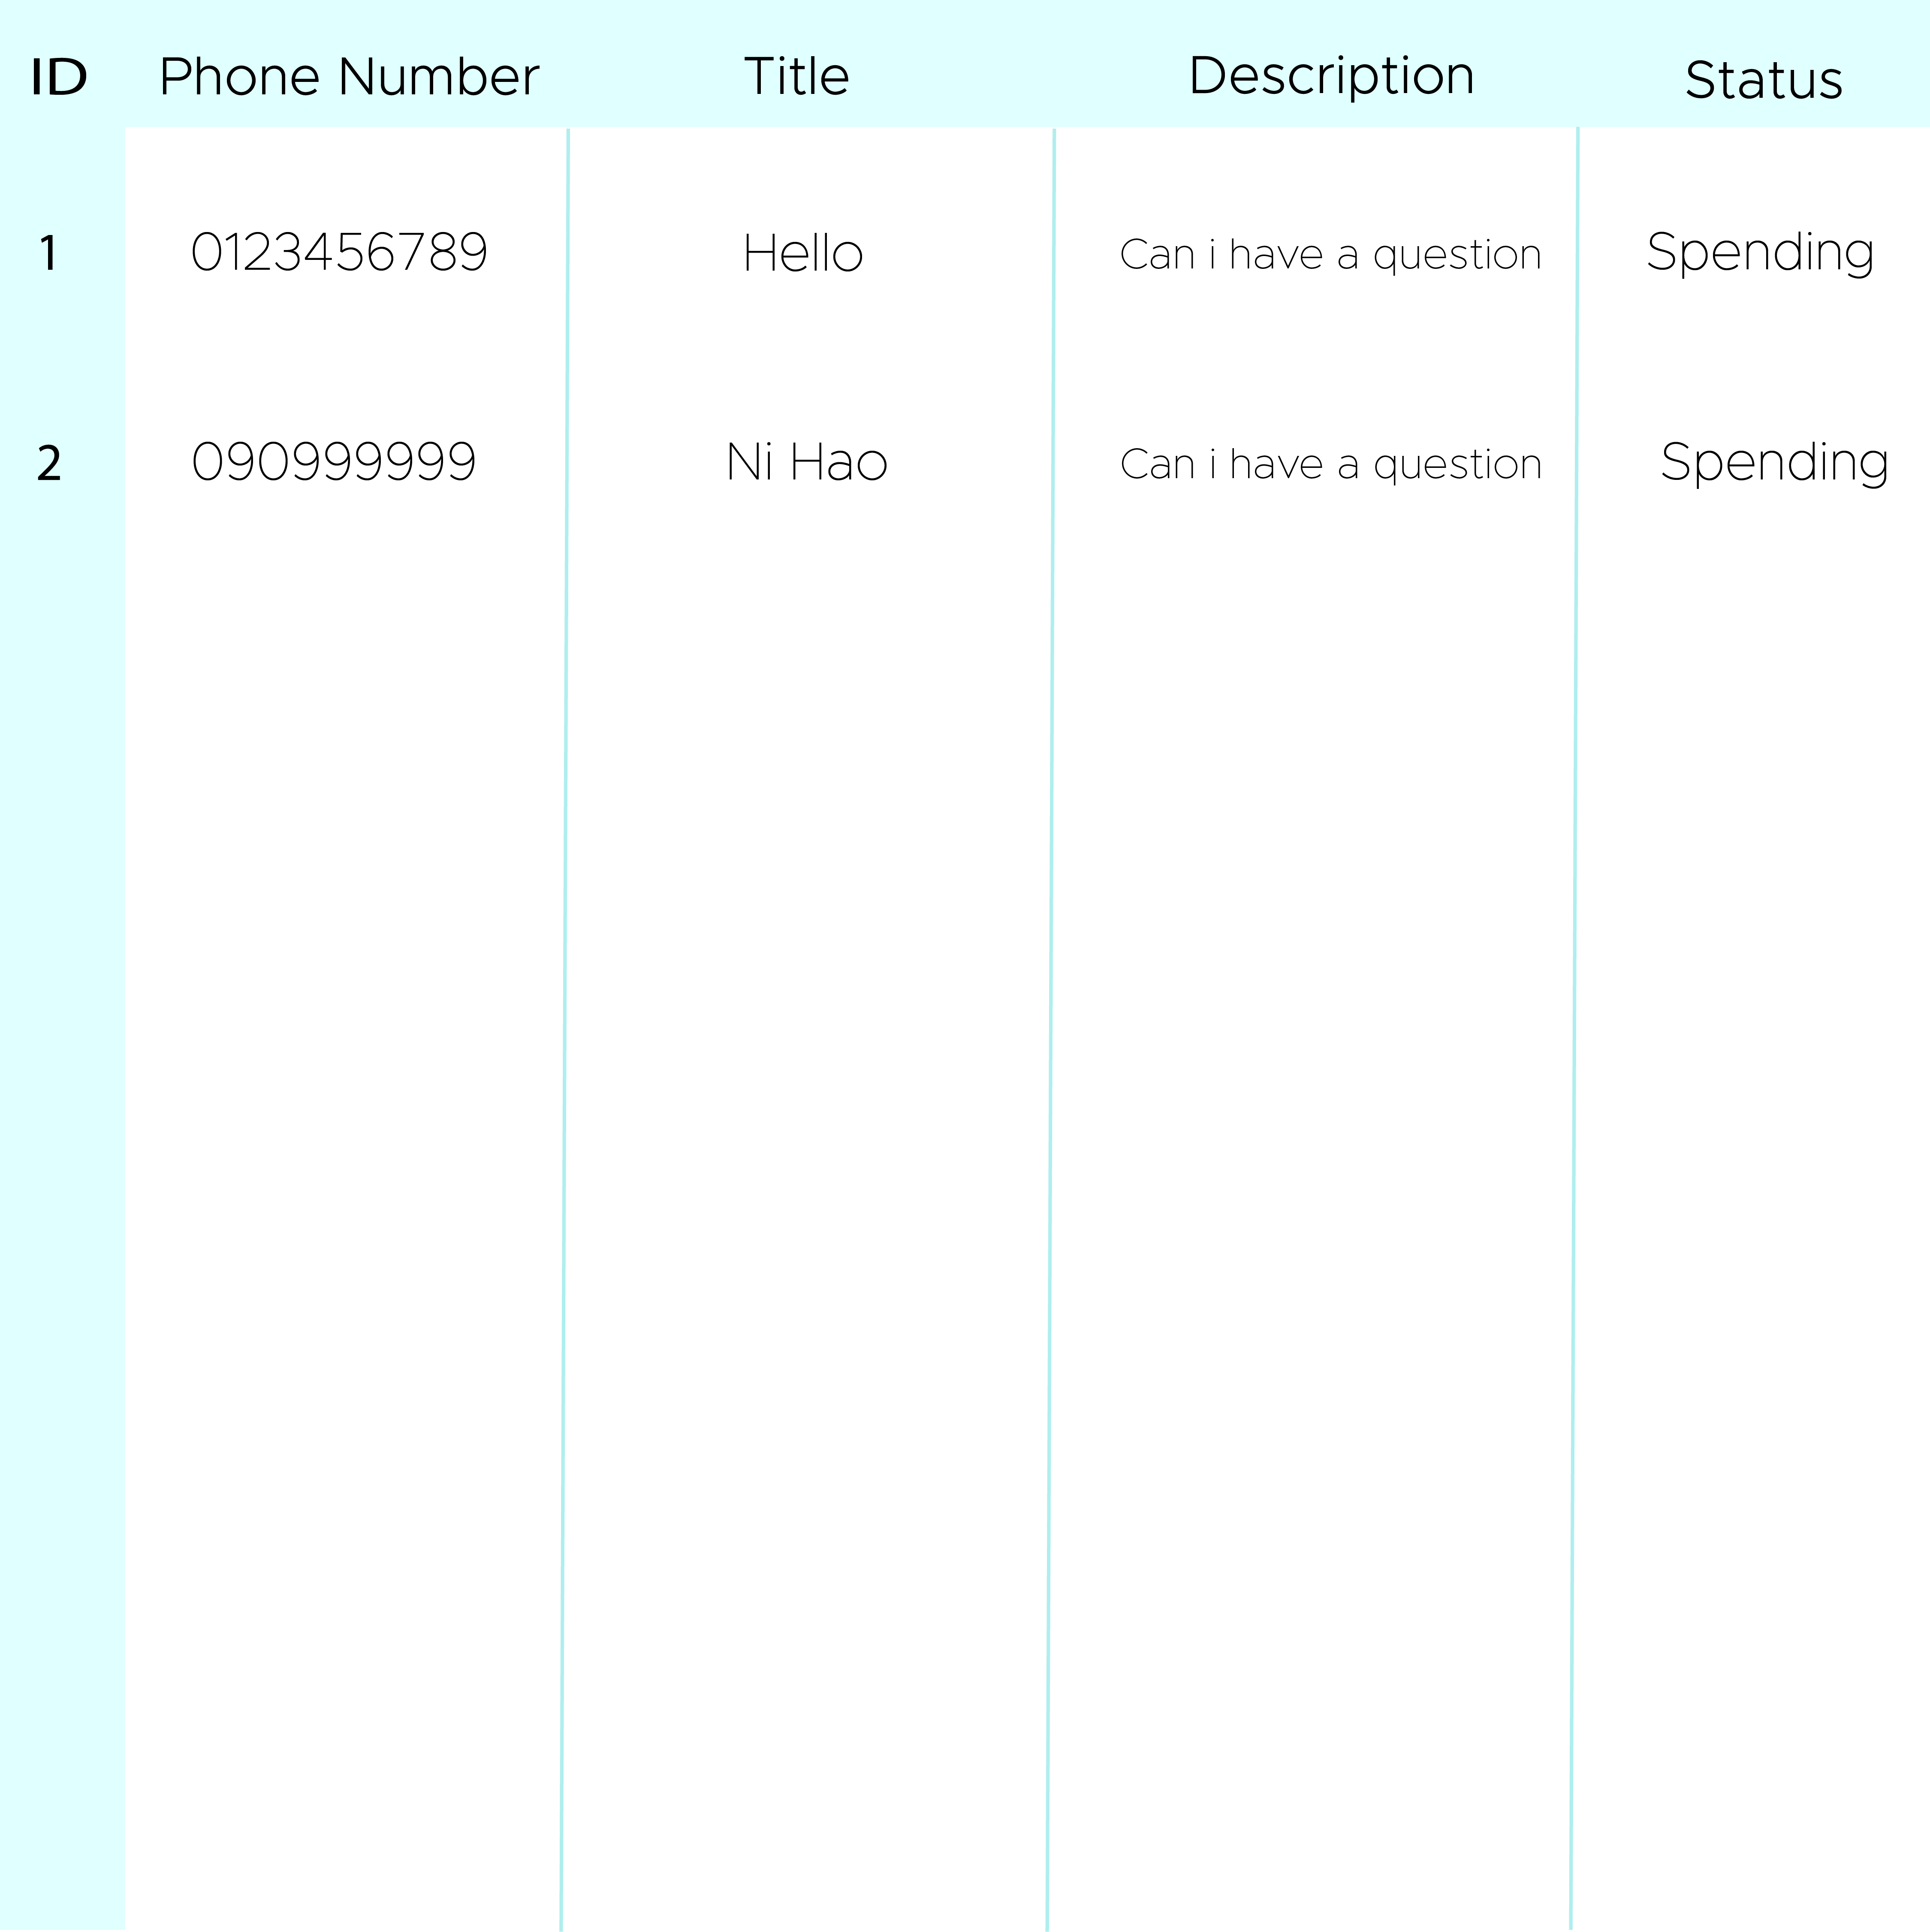 ID Phone Number Title Description Status
1 0123456789 Hello Can i have a question Spending
2 090999999 Ni Hao Can i have a question Spending